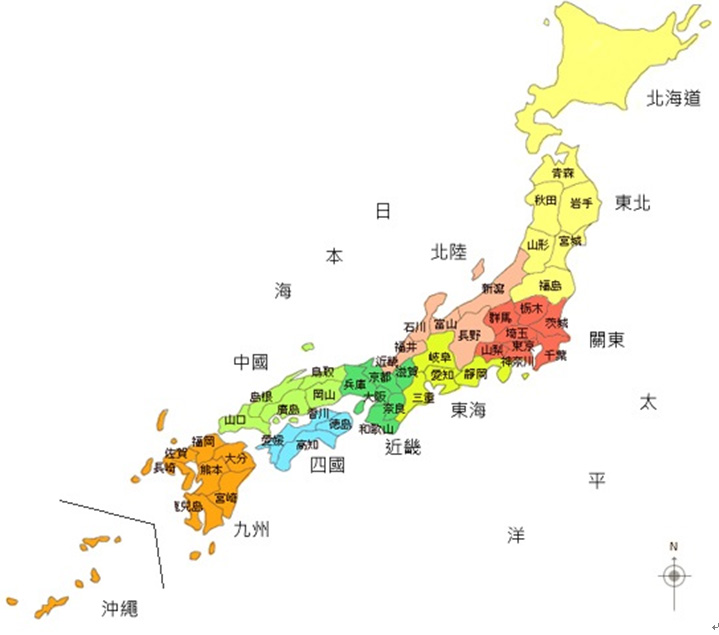 北海道
青森
秋田
岩手
東北
日
本
海
山形
宮城
北陸
新瀉
福島
栃木
群馬
茨城
石川
富山
長野
埼玉
關東
福井
東京
山梨
千葉
神奈川
近畿
岐阜
中國
鳥取
兵庫
京都
滋賀
愛知
靜岡
島根
岡山
大阪
三重
東海
太
平
洋
山口
廣島
香川
奈良
德島
和歌山
近畿
愛媛
高知
四國
福岡
佐賀
大分
長崎
熊本
宮崎
鹿兒島
九州
沖繩
N